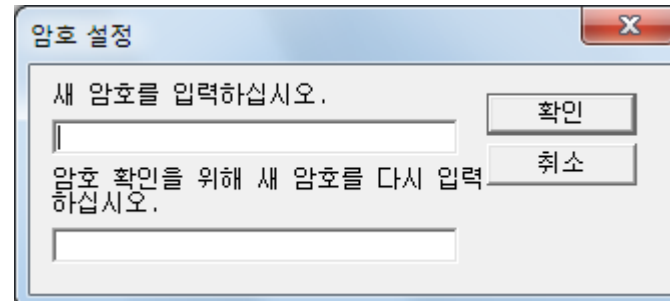 암호 설정
새 암호를 입력하십시오.
확인
취소
암호 확인을 위해 새 암호를 다시 입력
하십시오.